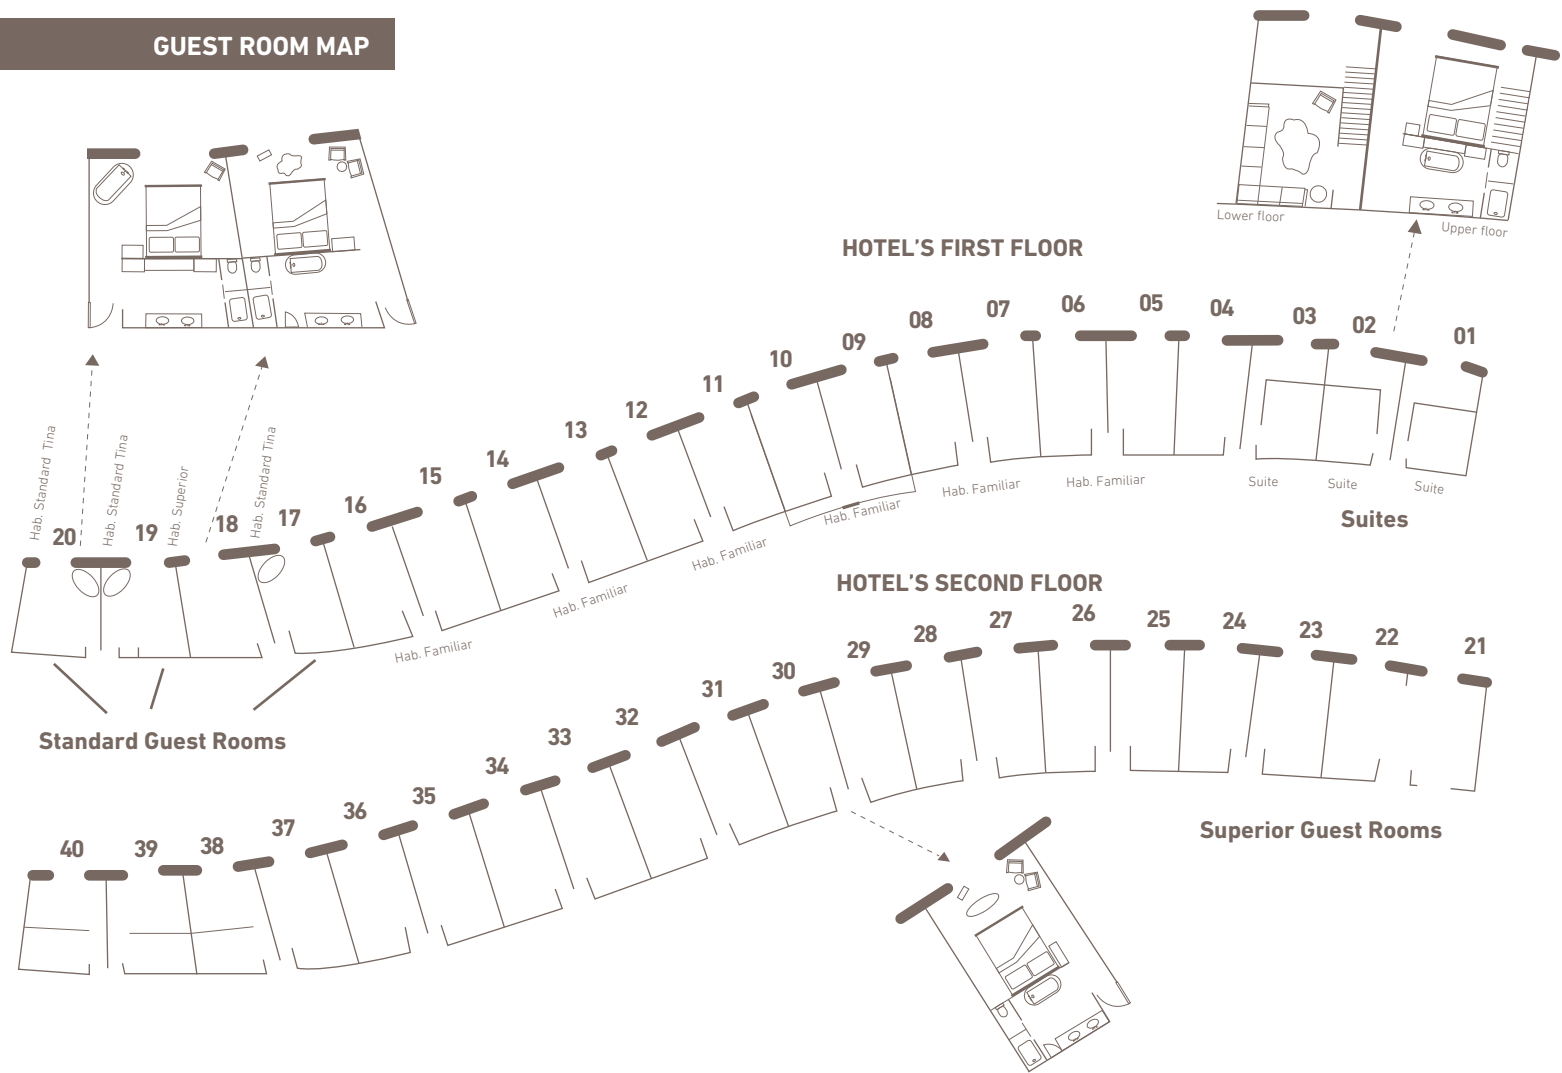 GUEST ROOM MAP
Lower floor
Upper floor
HOTEL'S FIRST FLOOR
01
02
03
04
05
06
07
08
09
10
11
12
13
14
15
16
17
18
19
20
Hab. Standard Tina
Hab. Standard Tina
Hab. Superior
Hab. Standard Tina
Hab. Familiar
Hab. Familiar
Hab. Familiar
Hab. Familiar
Hab. Familiar
Hab. Familiar
Suite
Suite
Suite
Suites
Standard Guest Rooms
HOTEL'S SECOND FLOOR
21
22
23
24
25
26
27
28
29
30
31
32
33
34
35
36
37
38
39
40
Superior Guest Rooms